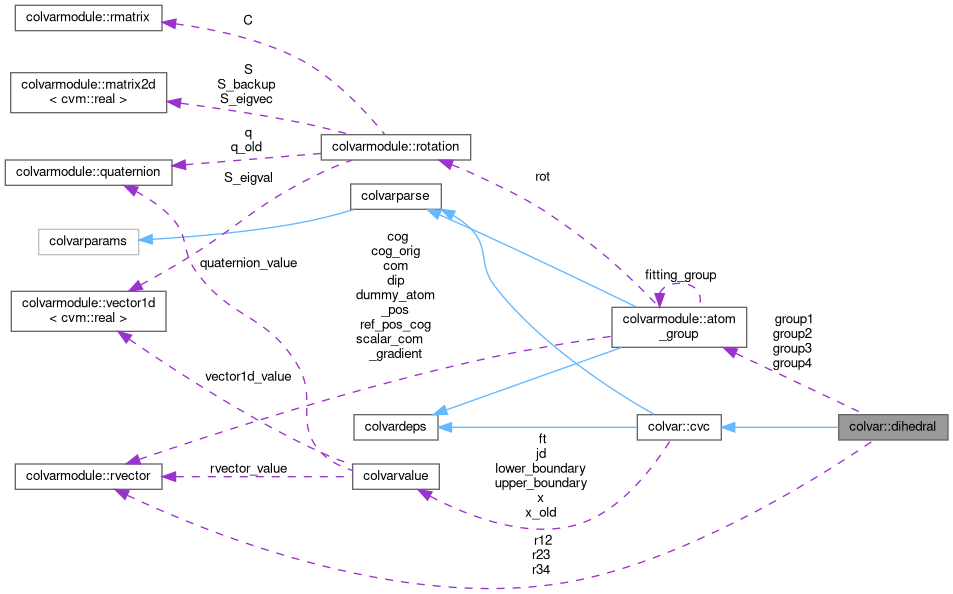 colvarmodule::rmatrix
C
colvarmodule::matrix2d
< cvm::real >
S
S_backup
S_eigvec
q
q_old
colvarmodule::rotation
colvarmodule::quaternion
S_eigval
rot
colvarparse
colvarparams
cog
cog_orig
com
dip
dummy_atom
_pos
ref_pos_cog
scalar_com
_gradient
quaternion_value
fitting_group
colvarmodule::vector1d
< cvm::real >
colvarmodule::atom
_group
group1
group2
group3
group4
vector1d_value
colvardeps
colvar::cvc
colvar::dihedral
ft
jd
lower_boundary
upper_boundary
x
x_old
colvarmodule::rvector
rvector_value
colvarvalue
r12
r23
r34